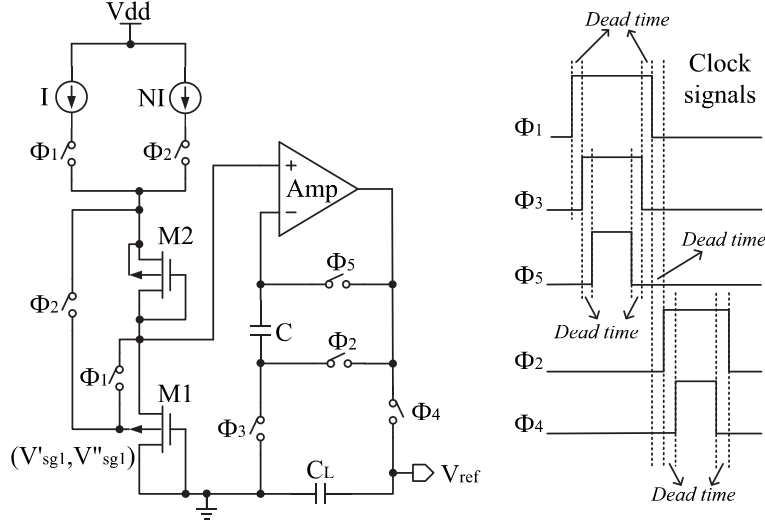 Vdd
I
NI
Φ1
Φ2
M2
Φ2
Φ1
M1
(V'sg1,V"sg1)
+
Amp
−
Φ5
C
Φ2
Φ3
Φ4
CL
Vref
Dead time
Clock
signals
Φ1
Φ3
Dead time
Φ5
Dead time
Φ2
Φ4
Dead time